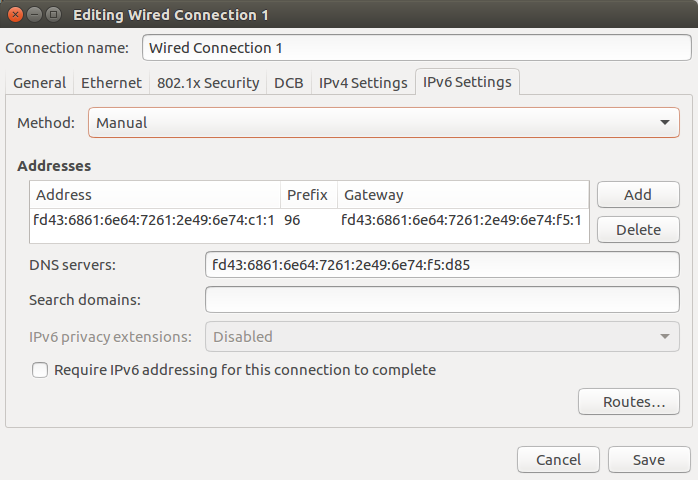 Editing Wired Connection 1
Connection name: Wired Connection 1
General Ethernet 802.1x Security DCB IPv4 Settings IPv6 Settings
Method: Manual
Addresses
Address Prefix Gateway Add
fd43:6861:6e64:7261:2e49:6e74:c1:1 96 fd43:6861:6e64:7261:2e49:6e74:f5:1
Delete
DNS servers: fd43:6861:6e64:7261:2e49:6e74:f5:d85
Search domains:
IPv6 privacy extensions: Disabled
Require IPv6 addressing for this connection to complete
Routes...
Cancel Save